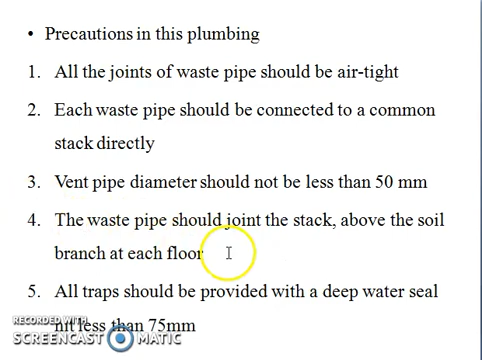 • Precautions in this plumbing
1. All the joints of waste pipe should be air-tight
2. Each waste pipe should be connected to a common
stack directly
3. Vent pipe diameter should not be less than 50 mm
4. The waste pipe should joint the stack, above the soil
branch at each floor
5. All traps should be provided with a deep water seal
nit less than 75mm
RECORDED WITH
SCREENCAST MATIC